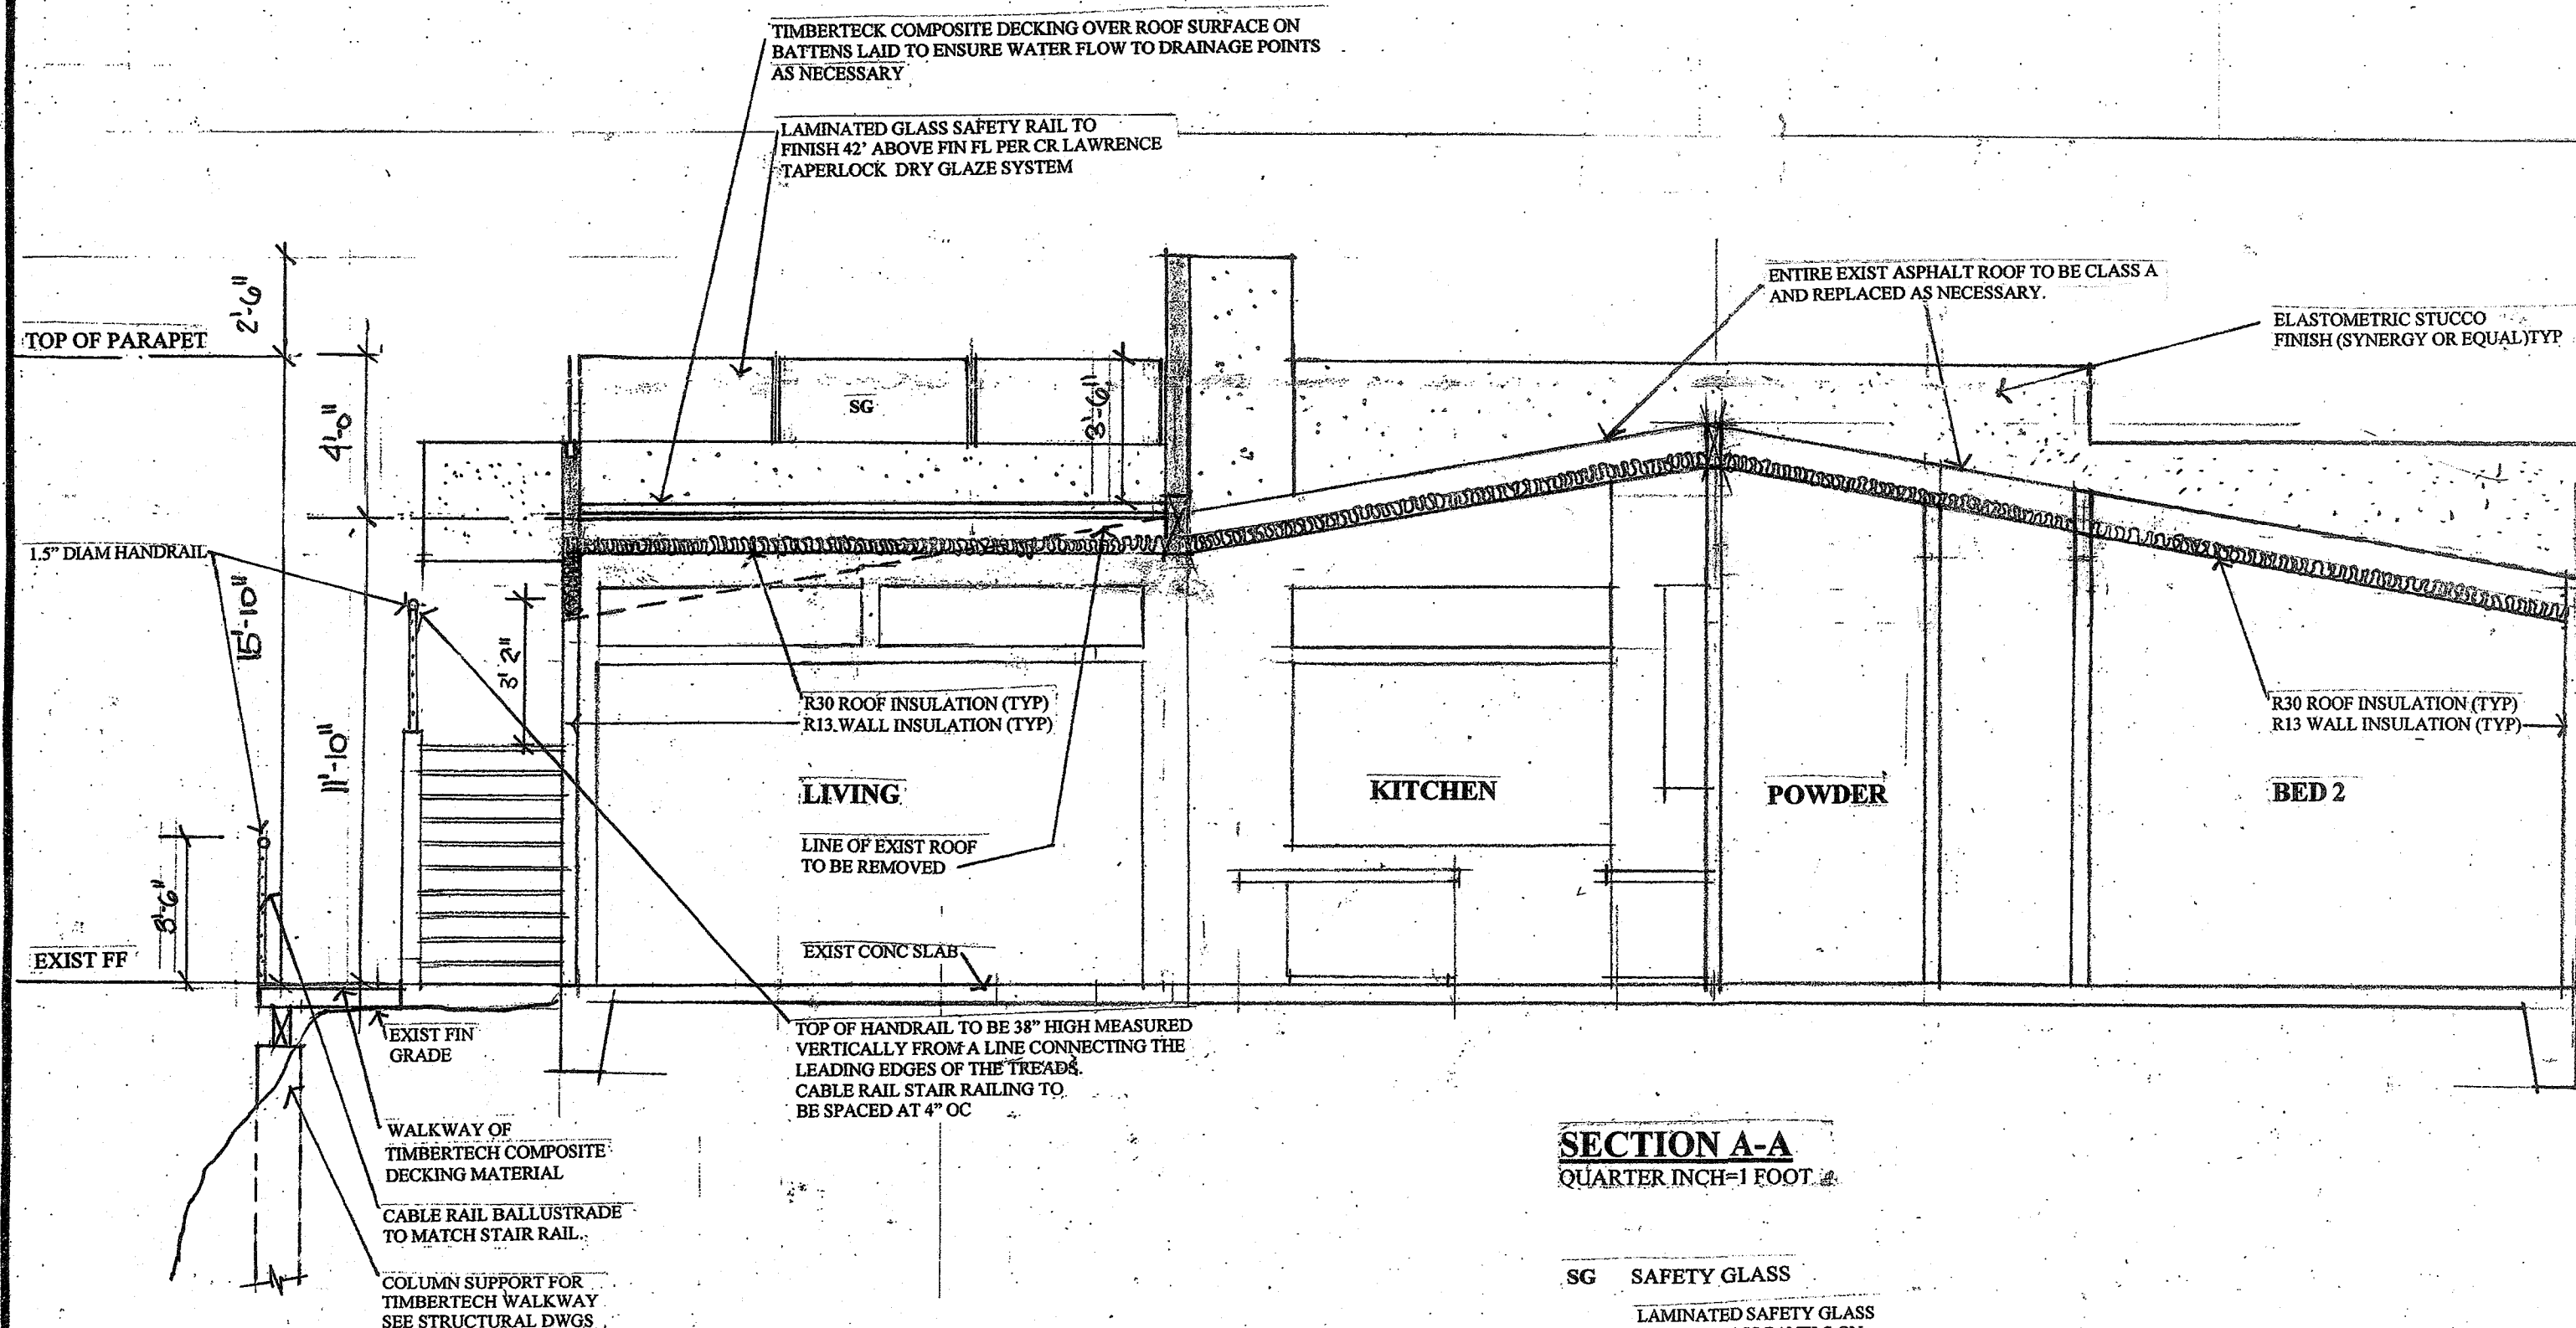 TIMBERTECK COMPOSITE DECKING OVER ROOF SURFACE ON
BATTENS LAID TO ENSURE WATER FLOW TO DRAINAGE POINTS
AS NECESSARY
LAMINATED GLASS SAFETY RAIL TO
FINISH 42' ABOVE FIN FL PER CR LAWRENCE
TAPERLOCK DRY GLAZE SYSTEM
ENTIRE EXIST ASPHALT ROOF TO BE CLASS A
AND REPLACED AS NECESSARY.
ELASTOMETRIC STUCCO
FINISH (SYNERGY OR EQUAL)TYP
2'-6"
TOP OF PARAPET
4'-0"
SG
3'-6"
1.5" DIAM HANDRAIL
15'-10"
3' 2"
11'-10"
R30 ROOF INSULATION (TYP)
R13 WALL INSULATION (TYP)
R30 ROOF INSULATION (TYP)
R13 WALL INSULATION (TYP)
LIVING
KITCHEN
POWDER
BED 2
LINE OF EXIST ROOF
TO BE REMOVED
3'-6"
EXIST FF
EXIST CONC SLAB
EXIST FIN
GRADE
TOP OF HANDRAIL TO BE 38" HIGH MEASURED
VERTICALLY FROM A LINE CONNECTING THE
LEADING EDGES OF THE TREADS.
CABLE RAIL STAIR RAILING TO
BE SPACED AT 4" OC
WALKWAY OF
TIMBERTECH COMPOSITE
DECKING MATERIAL
CABLE RAIL BALLUSTRADE
TO MATCH STAIR RAIL.
COLUMN SUPPORT FOR
TIMBERTECH WALKWAY
SEE STRUCTURAL DWGS
SECTION A-A
QUARTER INCH=1 FOOT
SG SAFETY GLASS
LAMINATED SAFETY GLASS